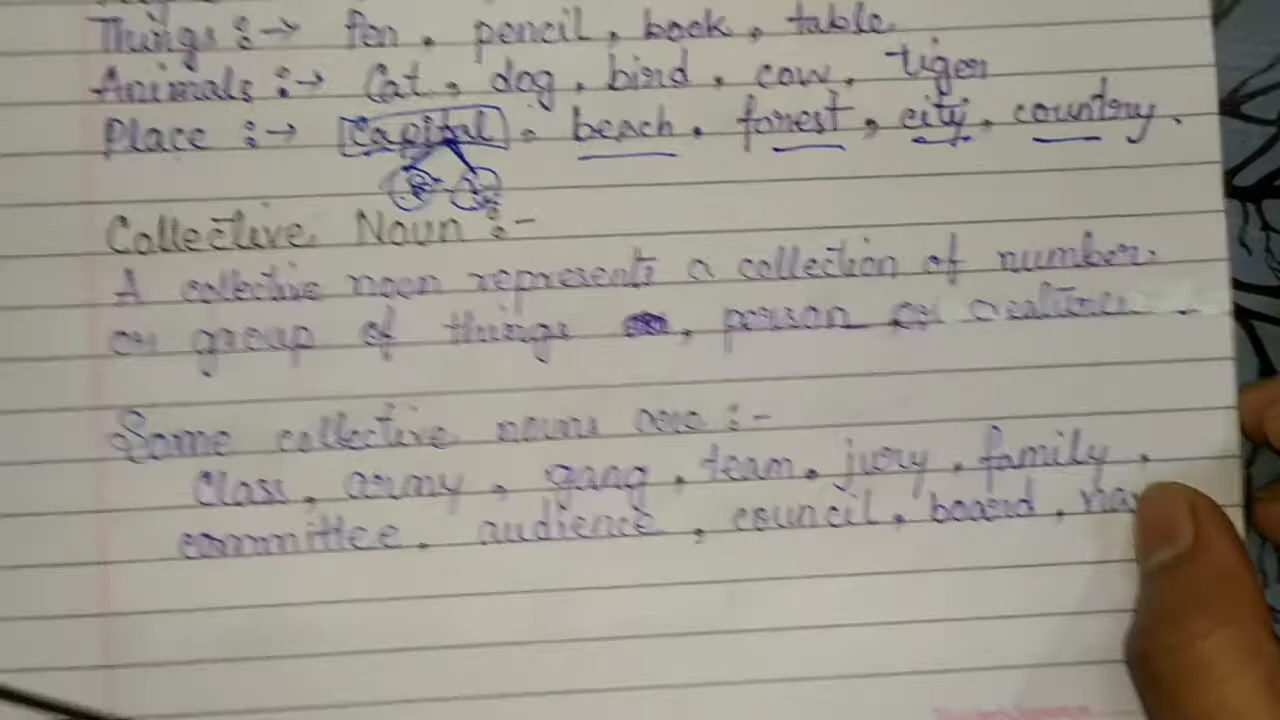 Things :→ Pen, pencil, book, table
Animals :→ Cat, dog, bird, cow, tiger
Place :→ Capital, beach, forest, city, country.
Collective Noun :-
A collective noun represents a collection of number
or group of things, person or
Some collective nouns are :-
Class, army, gang, team, jury, family,
committee, audience, council, board,